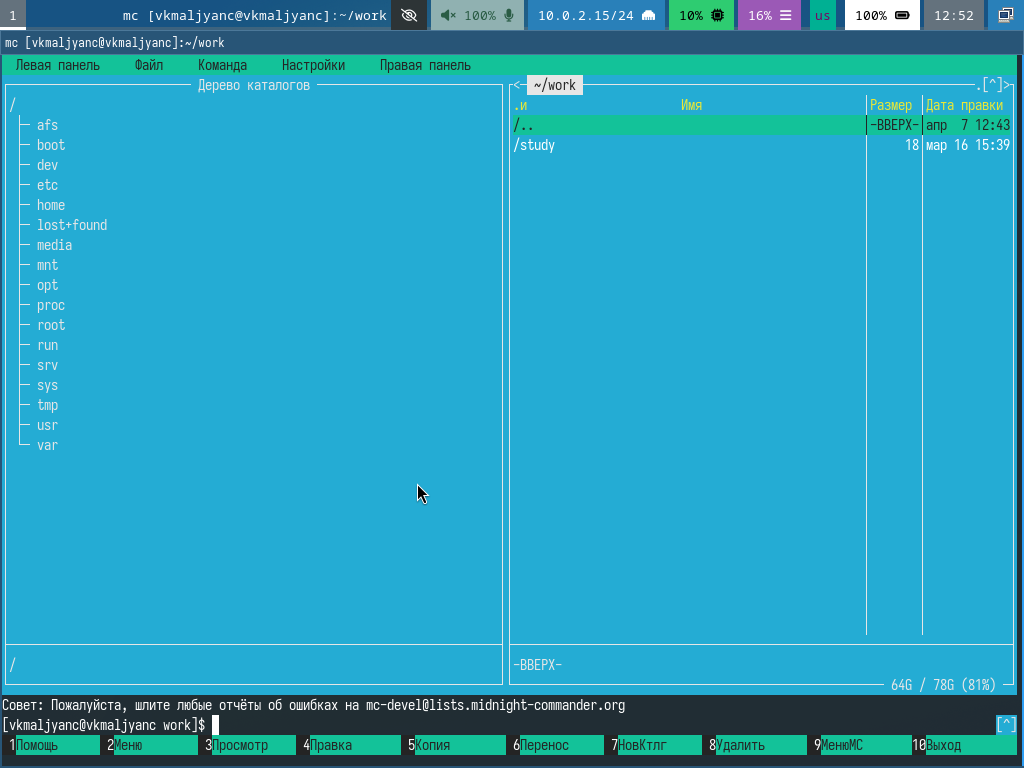 1 mc [vkmaljyanc@vkmaljyanc]:~/work 100% 10.0.2.15/24 10% 16% us 100% 12:52
mc [vkmaljyanc@vkmaljyanc]:~/work
Левая панель Файл Команда Настройки Правая панель
Дерево каталогов
<─ ~/work .[^]>
/
.и Имя Размер Дата правки
afs
/.. -ВВЕРХ- апр 7 12:43
boot
/study 18 мар 16 15:39
dev
etc
home
lost+found
media
mnt
opt
proc
root
run
srv
sys
tmp
usr
var
/
-ВВЕРХ-
64G / 78G (81%)
Совет: Пожалуйста, шлите любые отчёты об ошибках на mc-devel@lists.midnight-commander.org
[vkmaljyanc@vkmaljyanc work]$ [^]
1Помощь 2Меню 3Просмотр 4Правка 5Копия 6Перенос 7НовКтлг 8Удалить 9МенюМС 10Выход